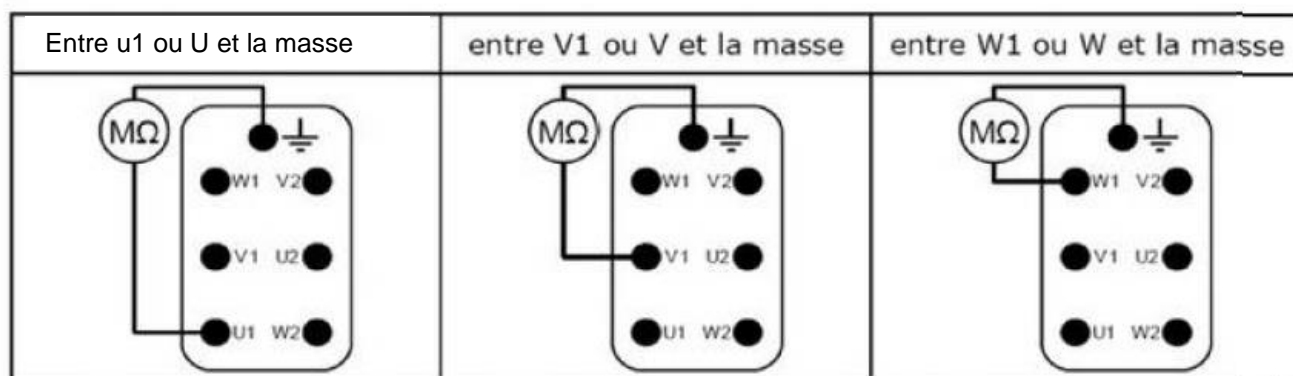 Entre u1 ou U et la masse
entre V1 ou V et la masse
entre W1 ou W et la masse
MΩ
W1 V2
V1 U2
U1 W2
MΩ
W1 V2
V1 U2
U1 W2
MΩ
W1 V2
V1 U2
U1 W2